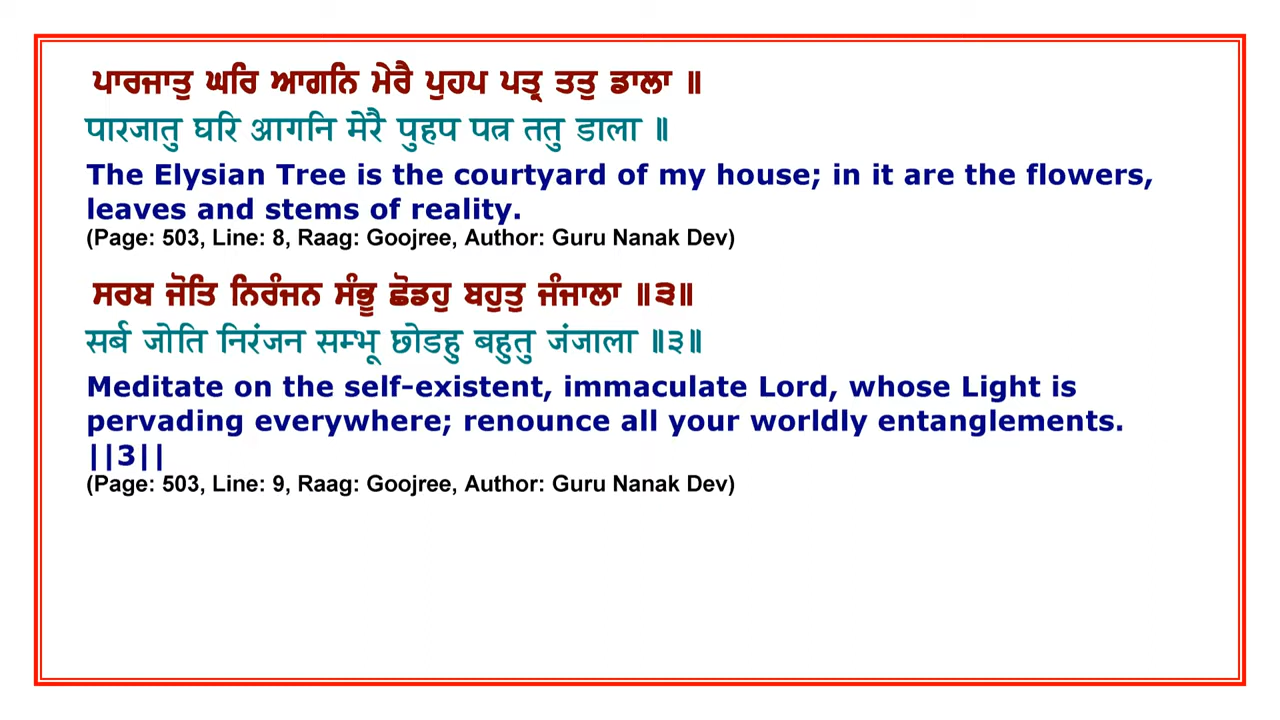 ਪਾਰਜਾਤੁ ਘਰਿ ਆਗਨਿ ਮੇਰੈ ਪੁਹਪ ਪਤ੍ਰ ਤਤੁ ਡਾਲਾ ॥
पारजातु घरि आगनि मेरै पुहप पत्र ततु डाला ॥
The Elysian Tree is the courtyard of my house; in it are the flowers,
leaves and stems of reality.
(Page: 503, Line: 8, Raag: Goojree, Author: Guru Nanak Dev)
ਸਰਬ ਜੋਤਿ ਨਿਰੰਜਨ ਸੰਭੂ ਛੋਡਹੁ ਬਹੁਤੁ ਜੰਜਾਲਾ ॥੩॥
सर्ब जोति निरंजन सम्भू छोडहु बहुतु जंजाला ॥३॥
Meditate on the self-existent, immaculate Lord, whose Light is
pervading everywhere; renounce all your worldly entanglements.
||3||
(Page: 503, Line: 9, Raag: Goojree, Author: Guru Nanak Dev)